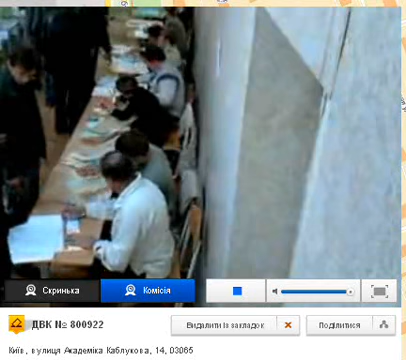 Скринька Комісія
ДВК № 800922 Видалити із закладок Поділитися
Київ, вулиця Академіка Каблукова, 14, 03065